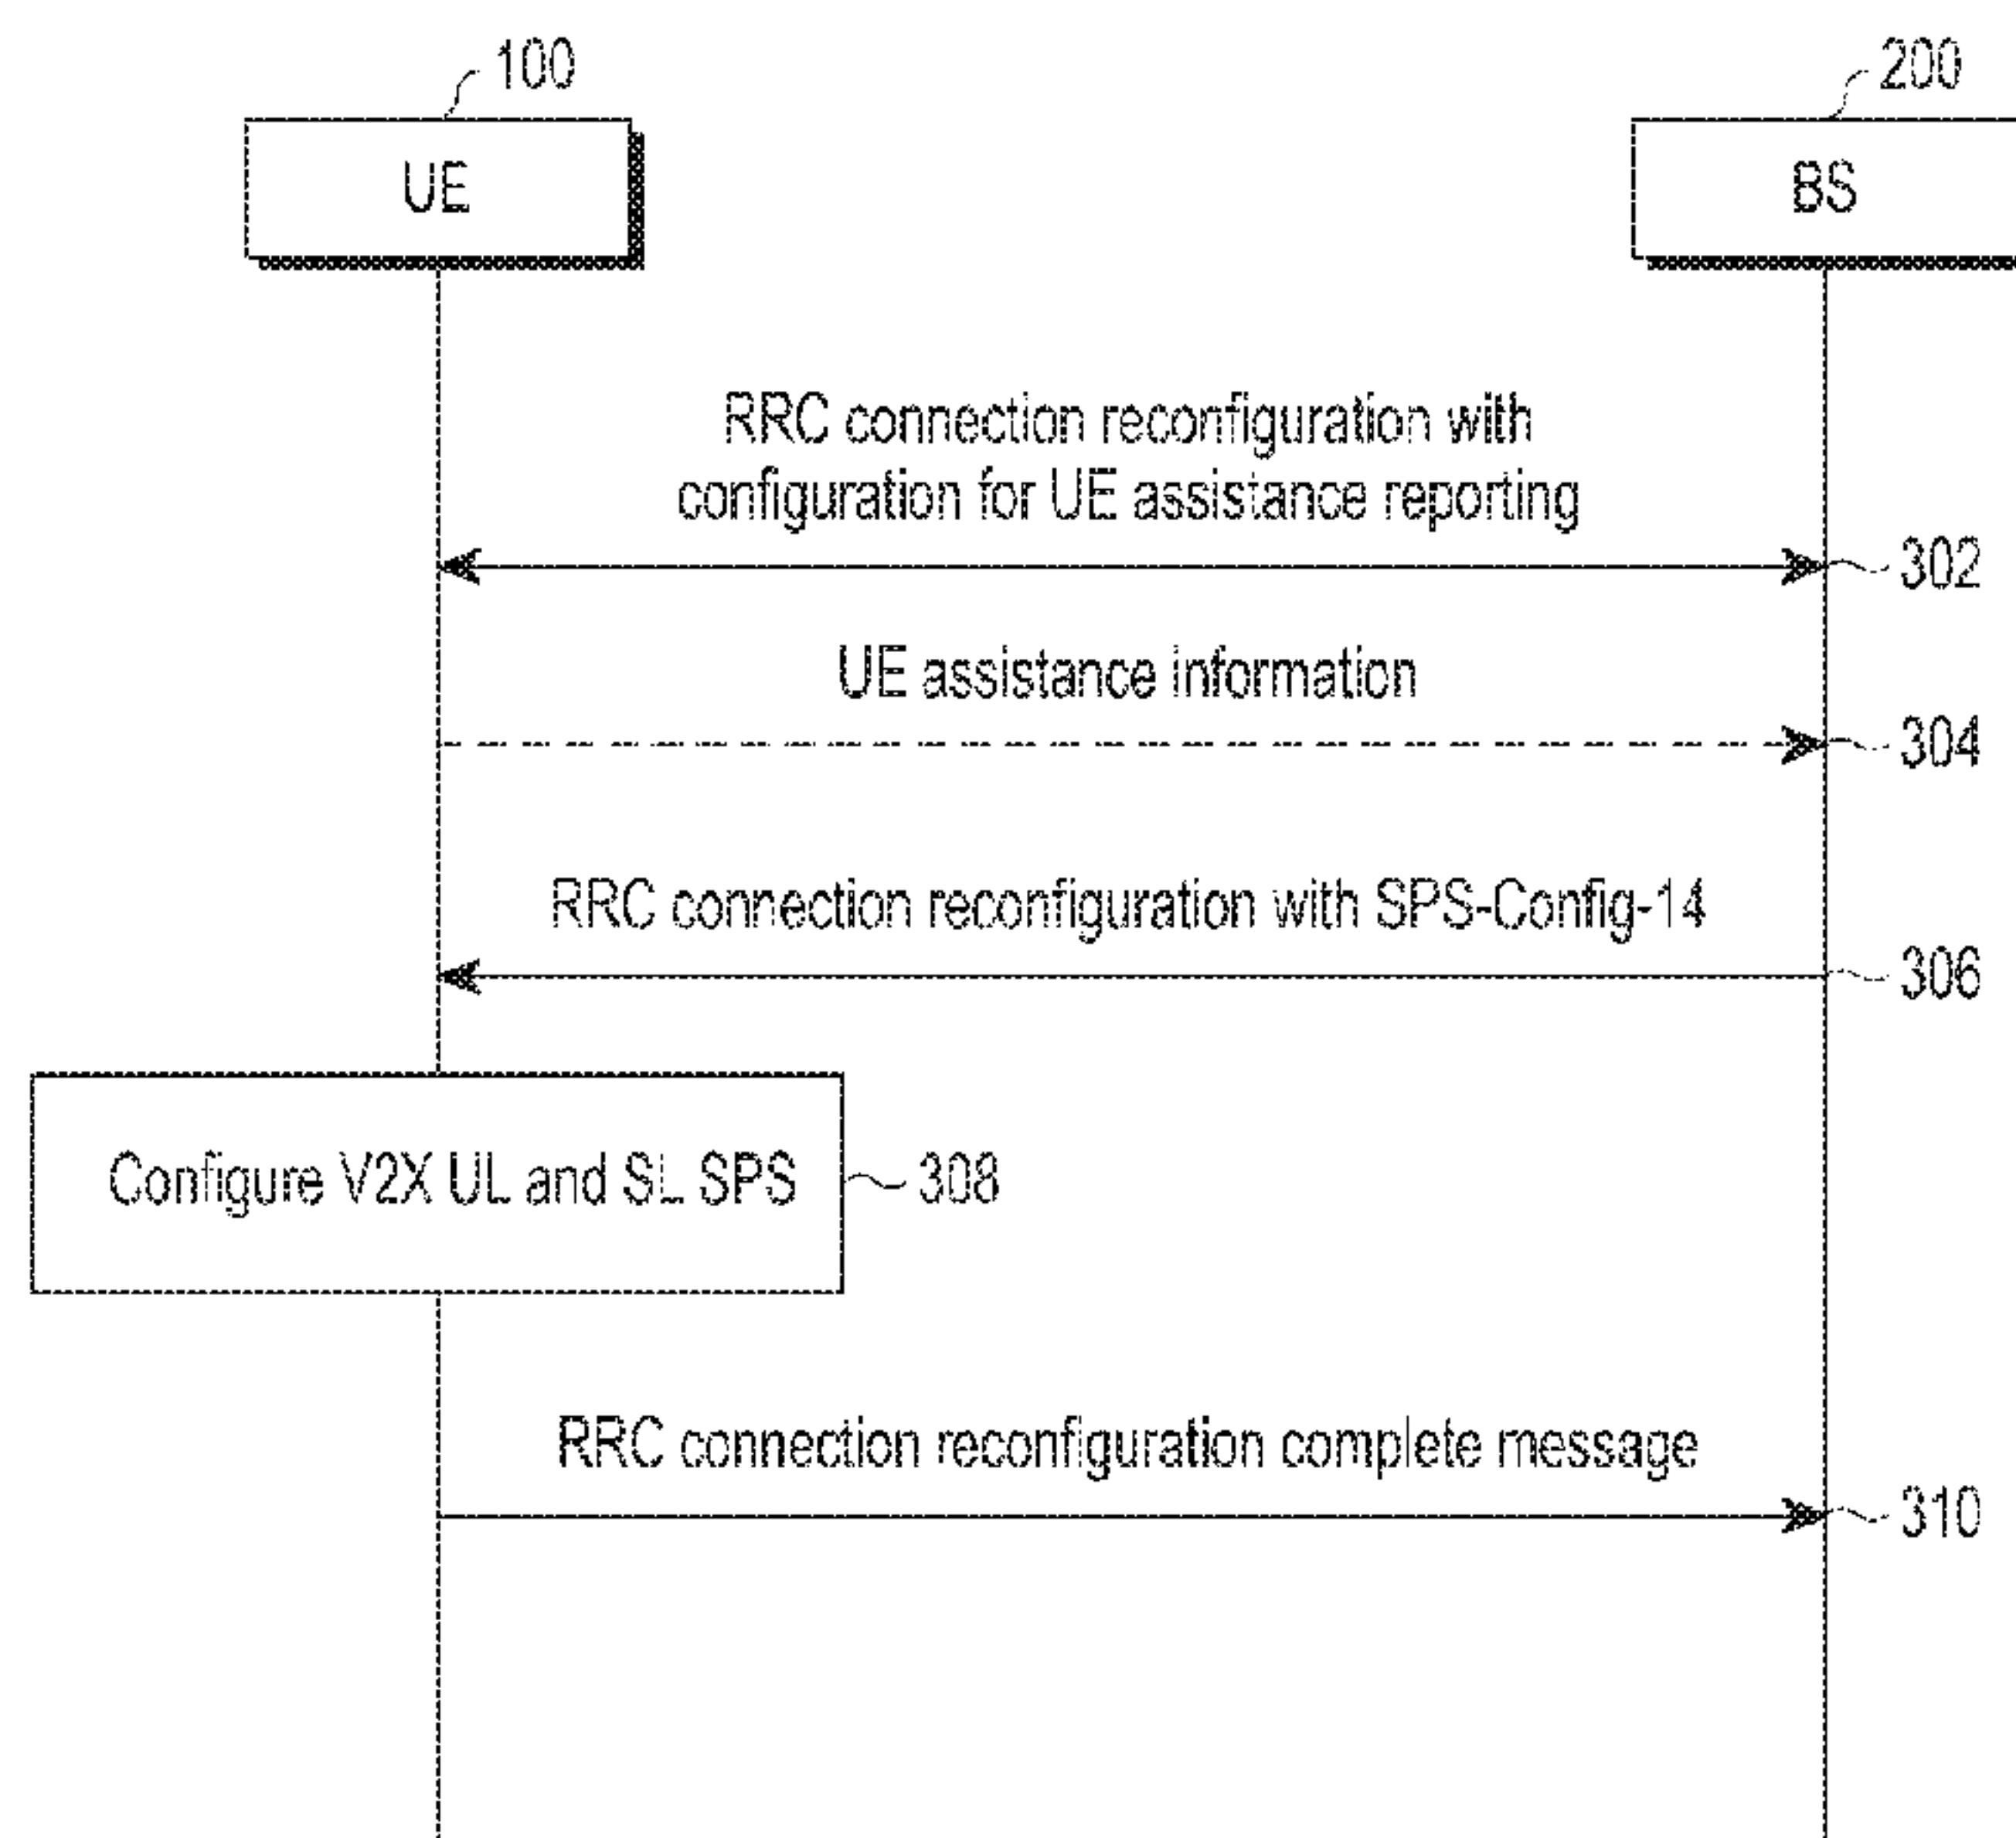 100
200
UE
BS
RRC connection reconfiguration with
configuration for UE assistance reporting
302
UE assistance information
304
RRC connection reconfiguration with SPS-Config-14
306
Configure V2X UL and SL SPS
308
RRC connection reconfiguration complete message
310